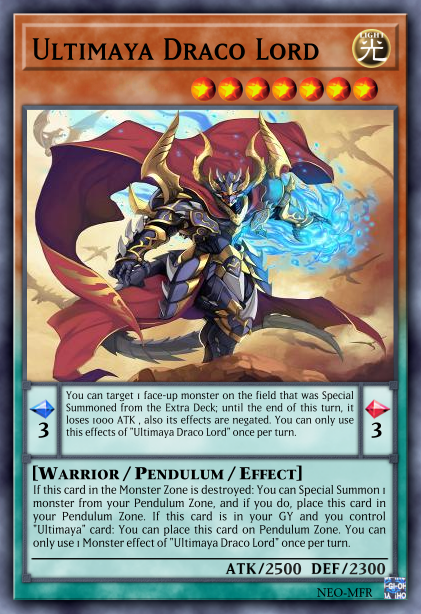 Ultimaya Draco Lord
LIGHT
光
You can target 1 face-up monster on the field that was Special
Summoned from the Extra Deck; until the end of this turn, it
loses 1000 ATK , also its effects are negated. You can only use
this effects of "Ultimaya Draco Lord" once per turn.
3
3
[Warrior / Pendulum / Effect]
If this card in the Monster Zone is destroyed: You can Special Summon 1
monster from your Pendulum Zone, and if you do, place this card in
your Pendulum Zone. If this card is in your GY and you control
"Ultimaya" card: You can place this card on Pendulum Zone. You can
only use 1 Monster effect of "Ultimaya Draco Lord" once per turn.
ATK/2500 DEF/2300
NEO-MFR